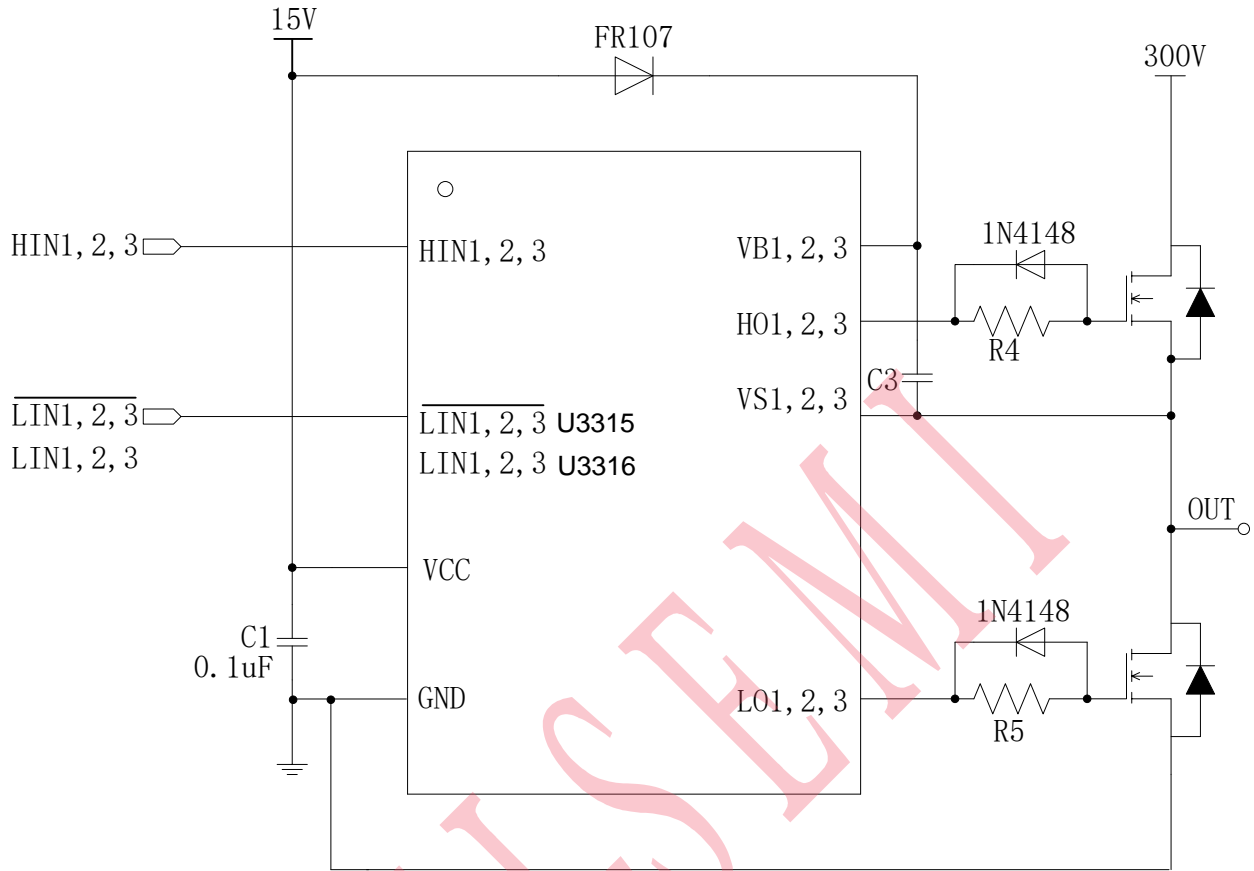 15V
FR107
300V
HIN1,2,3
HIN1,2,3
VB1,2,3
1N4148
HO1,2,3
R4
C3
VS1,2,3
LIN1,2,3
LIN1,2,3 U3315
LIN1,2,3
LIN1,2,3 U3316
OUT
VCC
1N4148
C1
0.1uF
GND
LO1,2,3
R5
SEMI